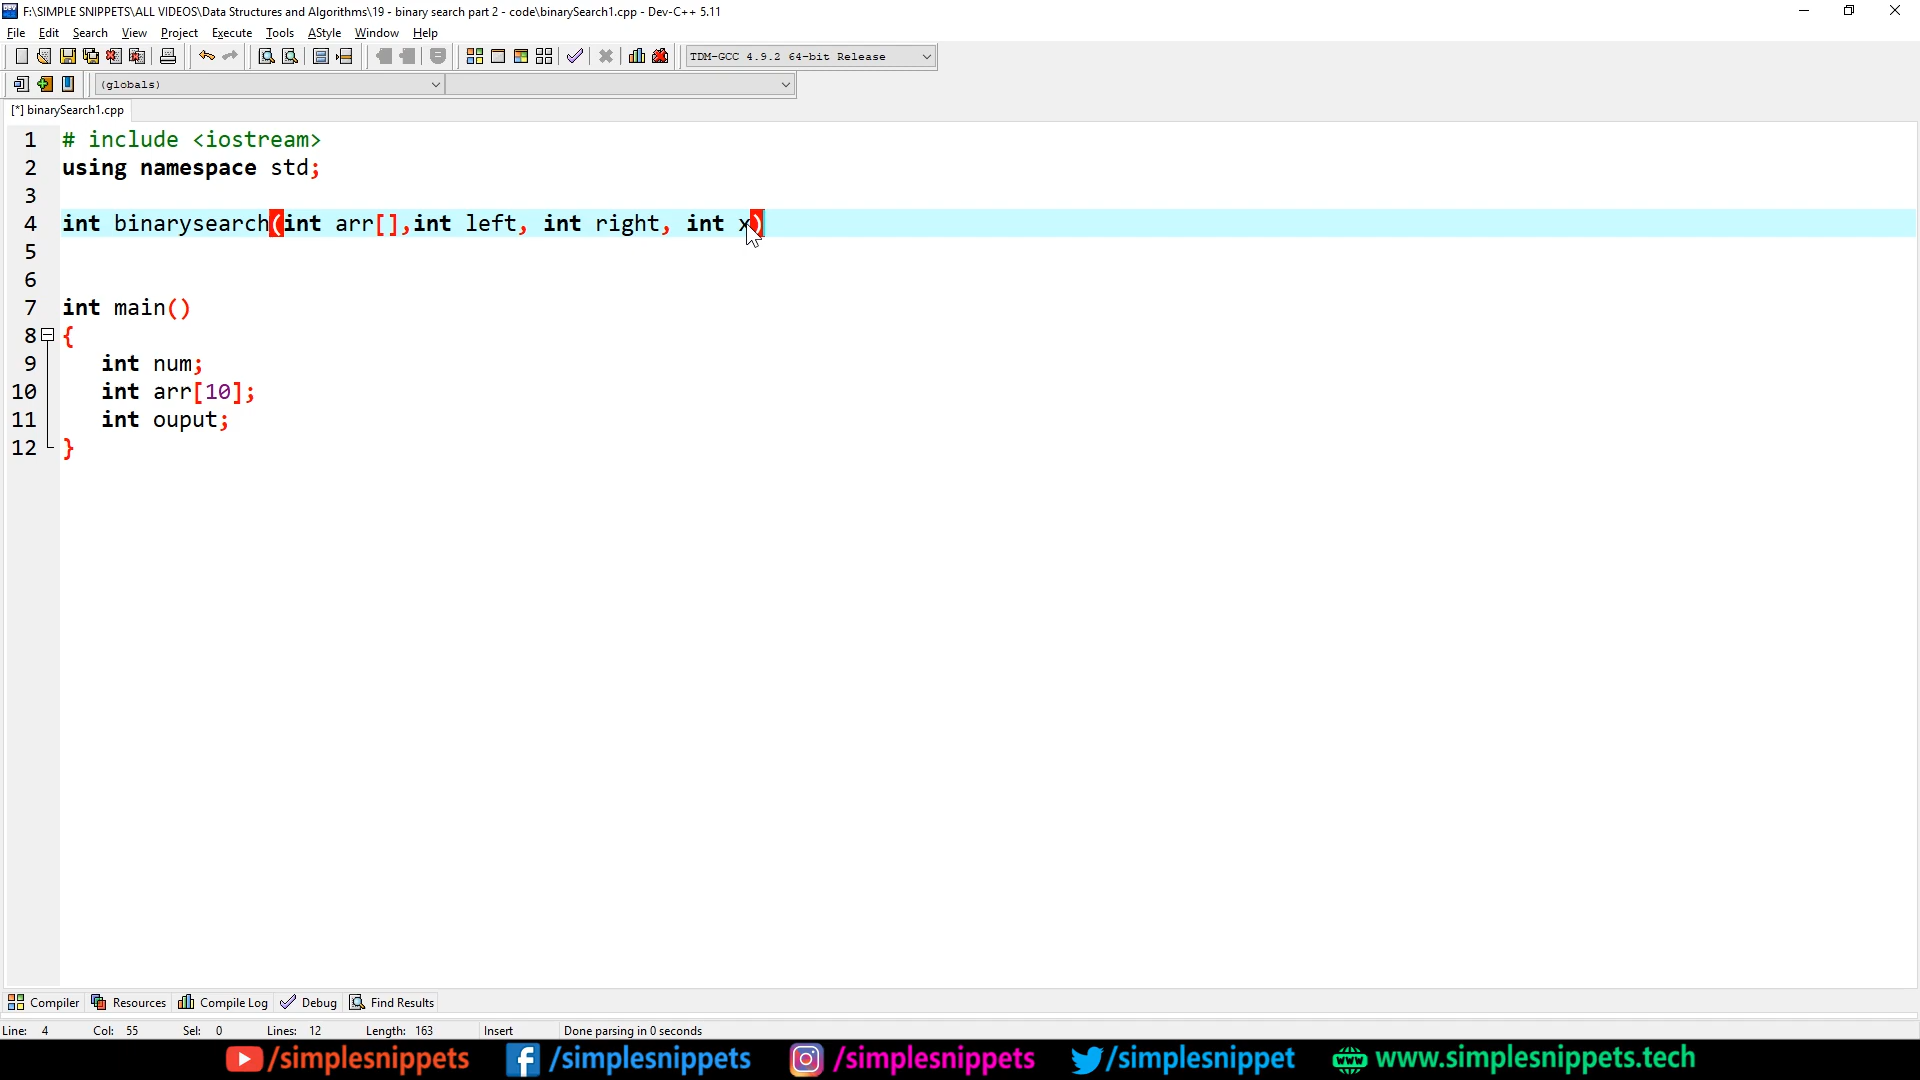 F:\SIMPLE SNIPPETS\ALL VIDEOS\Data Structures and Algorithms\19 - binary search part 2 - code\binarySearch1.cpp - Dev-C++ 5.11
File Edit Search View Project Execute Tools AStyle Window Help
TDM-GCC 4.9.2 64-bit Release
(globals)
[*] binarySearch1.cpp
1 # include <iostream>
2 using namespace std;
3
4 int binarysearch(int arr[],int left, int right, int x)
5
6
7 int main()
8 {
9 int num;
10 int arr[10];
11 int ouput;
12 }
Compiler Resources Compile Log Debug Find Results
Line: 4 Col: 55 Sel: 0 Lines: 12 Length: 163 Insert Done parsing in 0 seconds
/simplesnippets /simplesnippets /simplesnippets /simplesnippet www.simplesnippets.tech